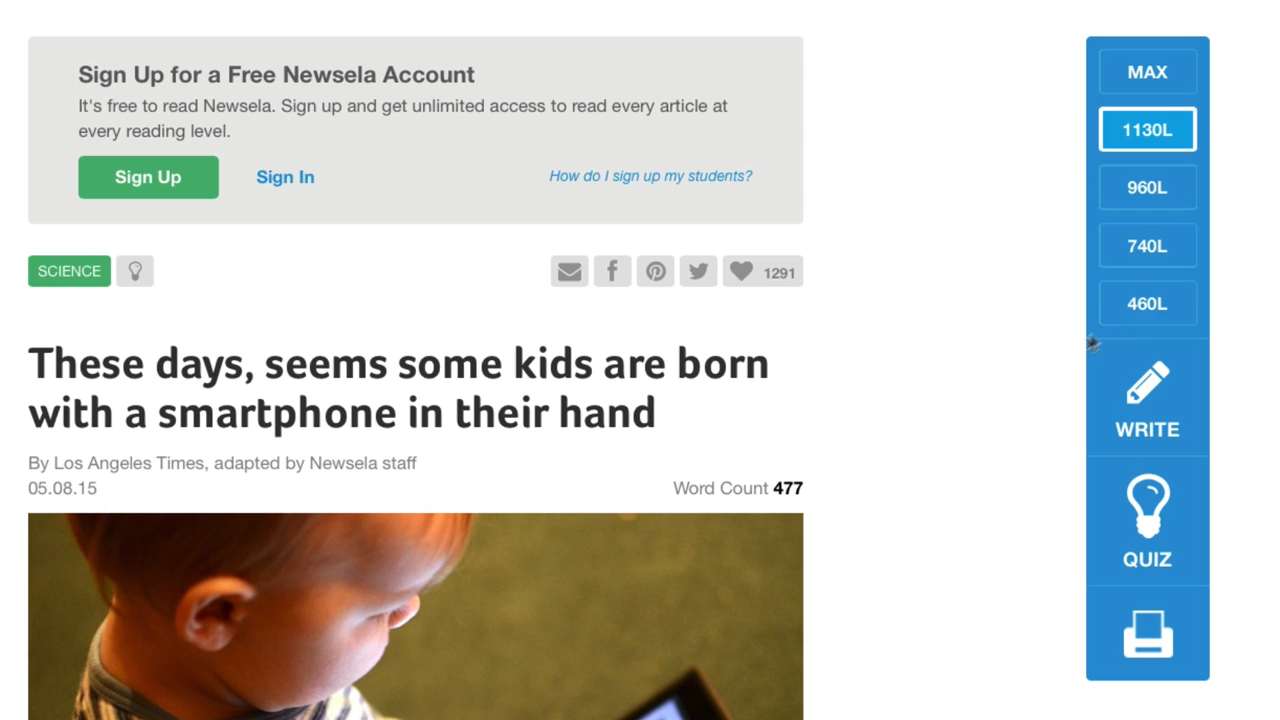 Sign Up for a Free Newsela Account
It's free to read Newsela. Sign up and get unlimited access to read every article at
every reading level.
Sign Up
Sign In
How do I sign up my students?
SCIENCE
1291
These days, seems some kids are born
with a smartphone in their hand
By Los Angeles Times, adapted by Newsela staff
05.08.15
Word Count 477
MAX
1130L
960L
740L
460L
WRITE
QUIZ